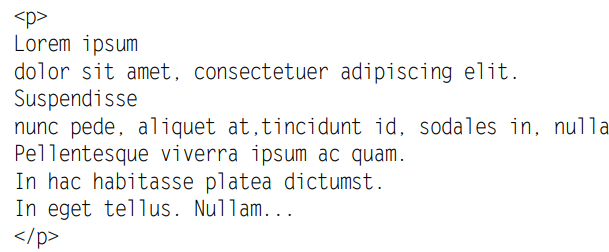 <p>
Lorem ipsum
dolor sit amet, consectetuer adipiscing elit.
Suspendisse
nunc pede, aliquet at,tincidunt id, sodales in, nulla
Pellentesque viverra ipsum ac quam.
In hac habitasse platea dictumst.
In eget tellus. Nullam...
</p>